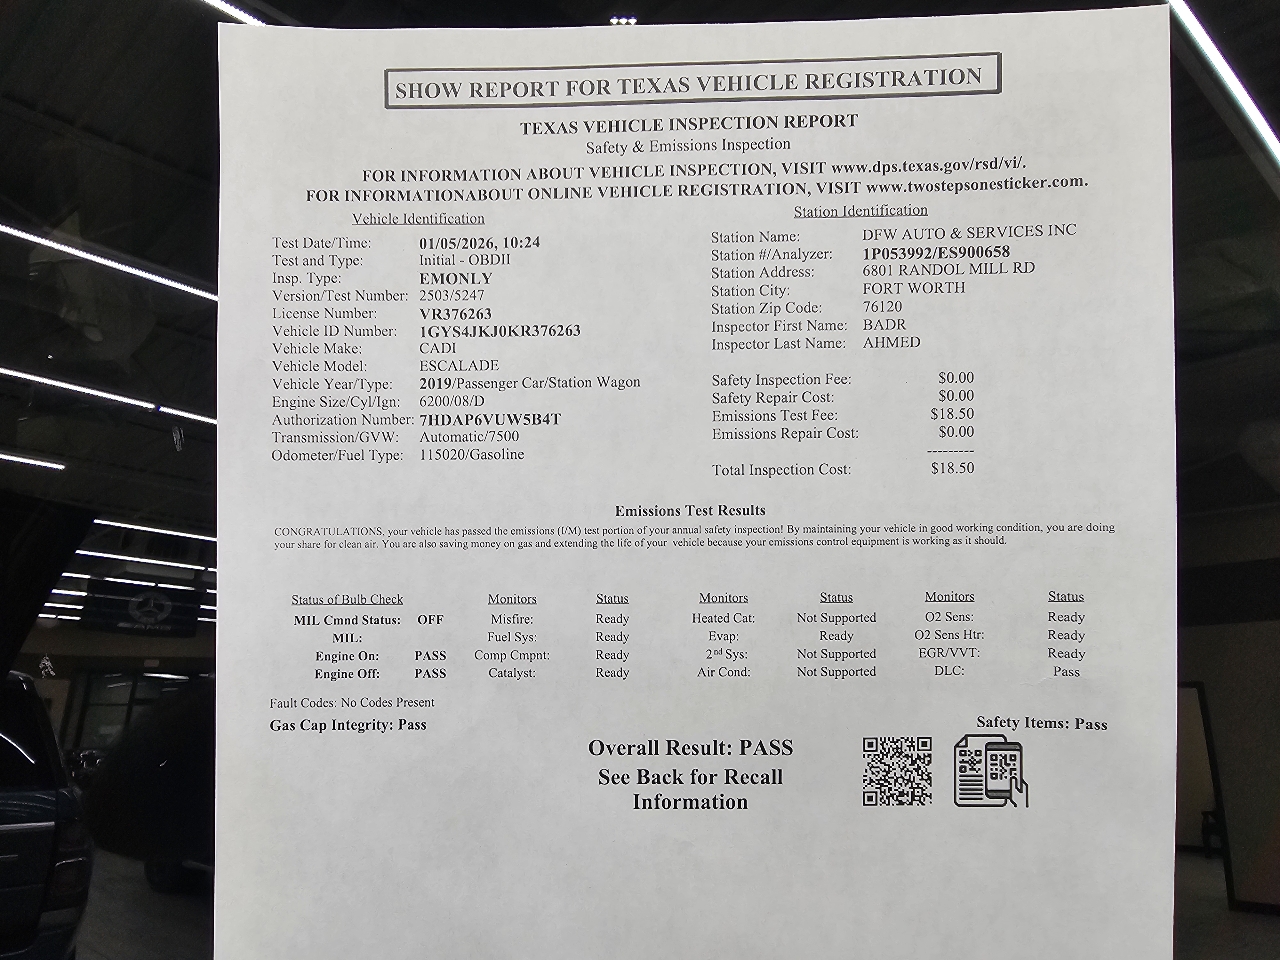 SHOW REPORT FOR TEXAS VEHICLE REGISTRATION
TEXAS VEHICLE INSPECTION REPORT
Safety & Emissions Inspection
FOR INFORMATION ABOUT VEHICLE INSPECTION, VISIT www.dps.texas.gov/rsd/vi/.
FOR INFORMATIONABOUT ONLINE VEHICLE REGISTRATION, VISIT www.twostepsonesticker.com.
Vehicle Identification
Test Date/Time: 01/05/2026, 10:24
Test and Type: Initial - OBDII
Insp. Type: EMONLY
Version/Test Number: 2503/5247
License Number: VR376263
Vehicle ID Number: 1GYS4JKJ0KR376263
Vehicle Make: CADI
Vehicle Model: ESCALADE
Vehicle Year/Type: 2019/Passenger Car/Station Wagon
Engine Size/Cyl/Ign: 6200/08/D
Authorization Number: 7HDAP6VUW5B4T
Transmission/GVW: Automatic/7500
Odometer/Fuel Type: 115020/Gasoline
Station Identification
Station Name: DFW AUTO & SERVICES INC
Station #/Analyzer: 1P053992/ES900658
Station Address: 6801 RANDOL MILL RD
Station City: FORT WORTH
Station Zip Code: 76120
Inspector First Name: BADR
Inspector Last Name: AHMED
Safety Inspection Fee: $0.00
Safety Repair Cost: $0.00
Emissions Test Fee: $18.50
Emissions Repair Cost: $0.00
---------
Total Inspection Cost: $18.50
Emissions Test Results
CONGRATULATIONS, your vehicle has passed the emissions (I/M) test portion of your annual safety inspection! By maintaining your vehicle in good working condition, you are doing
your share for clean air. You are also saving money on gas and extending the life of your vehicle because your emissions control equipment is working as it should.
Status of Bulb Check Monitors Status Monitors Status Monitors Status
MIL Cmnd Status: OFF Misfire: Ready Heated Cat: Not Supported O2 Sens: Ready
MIL: Fuel Sys: Ready Evap: Ready O2 Sens Htr: Ready
Engine On: PASS Comp Cmpnt: Ready 2nd Sys: Not Supported EGR/VVT: Ready
Engine Off: PASS Catalyst: Ready Air Cond: Not Supported DLC: Pass
Fault Codes: No Codes Present
Gas Cap Integrity: Pass Safety Items: Pass
Overall Result: PASS
See Back for Recall
Information